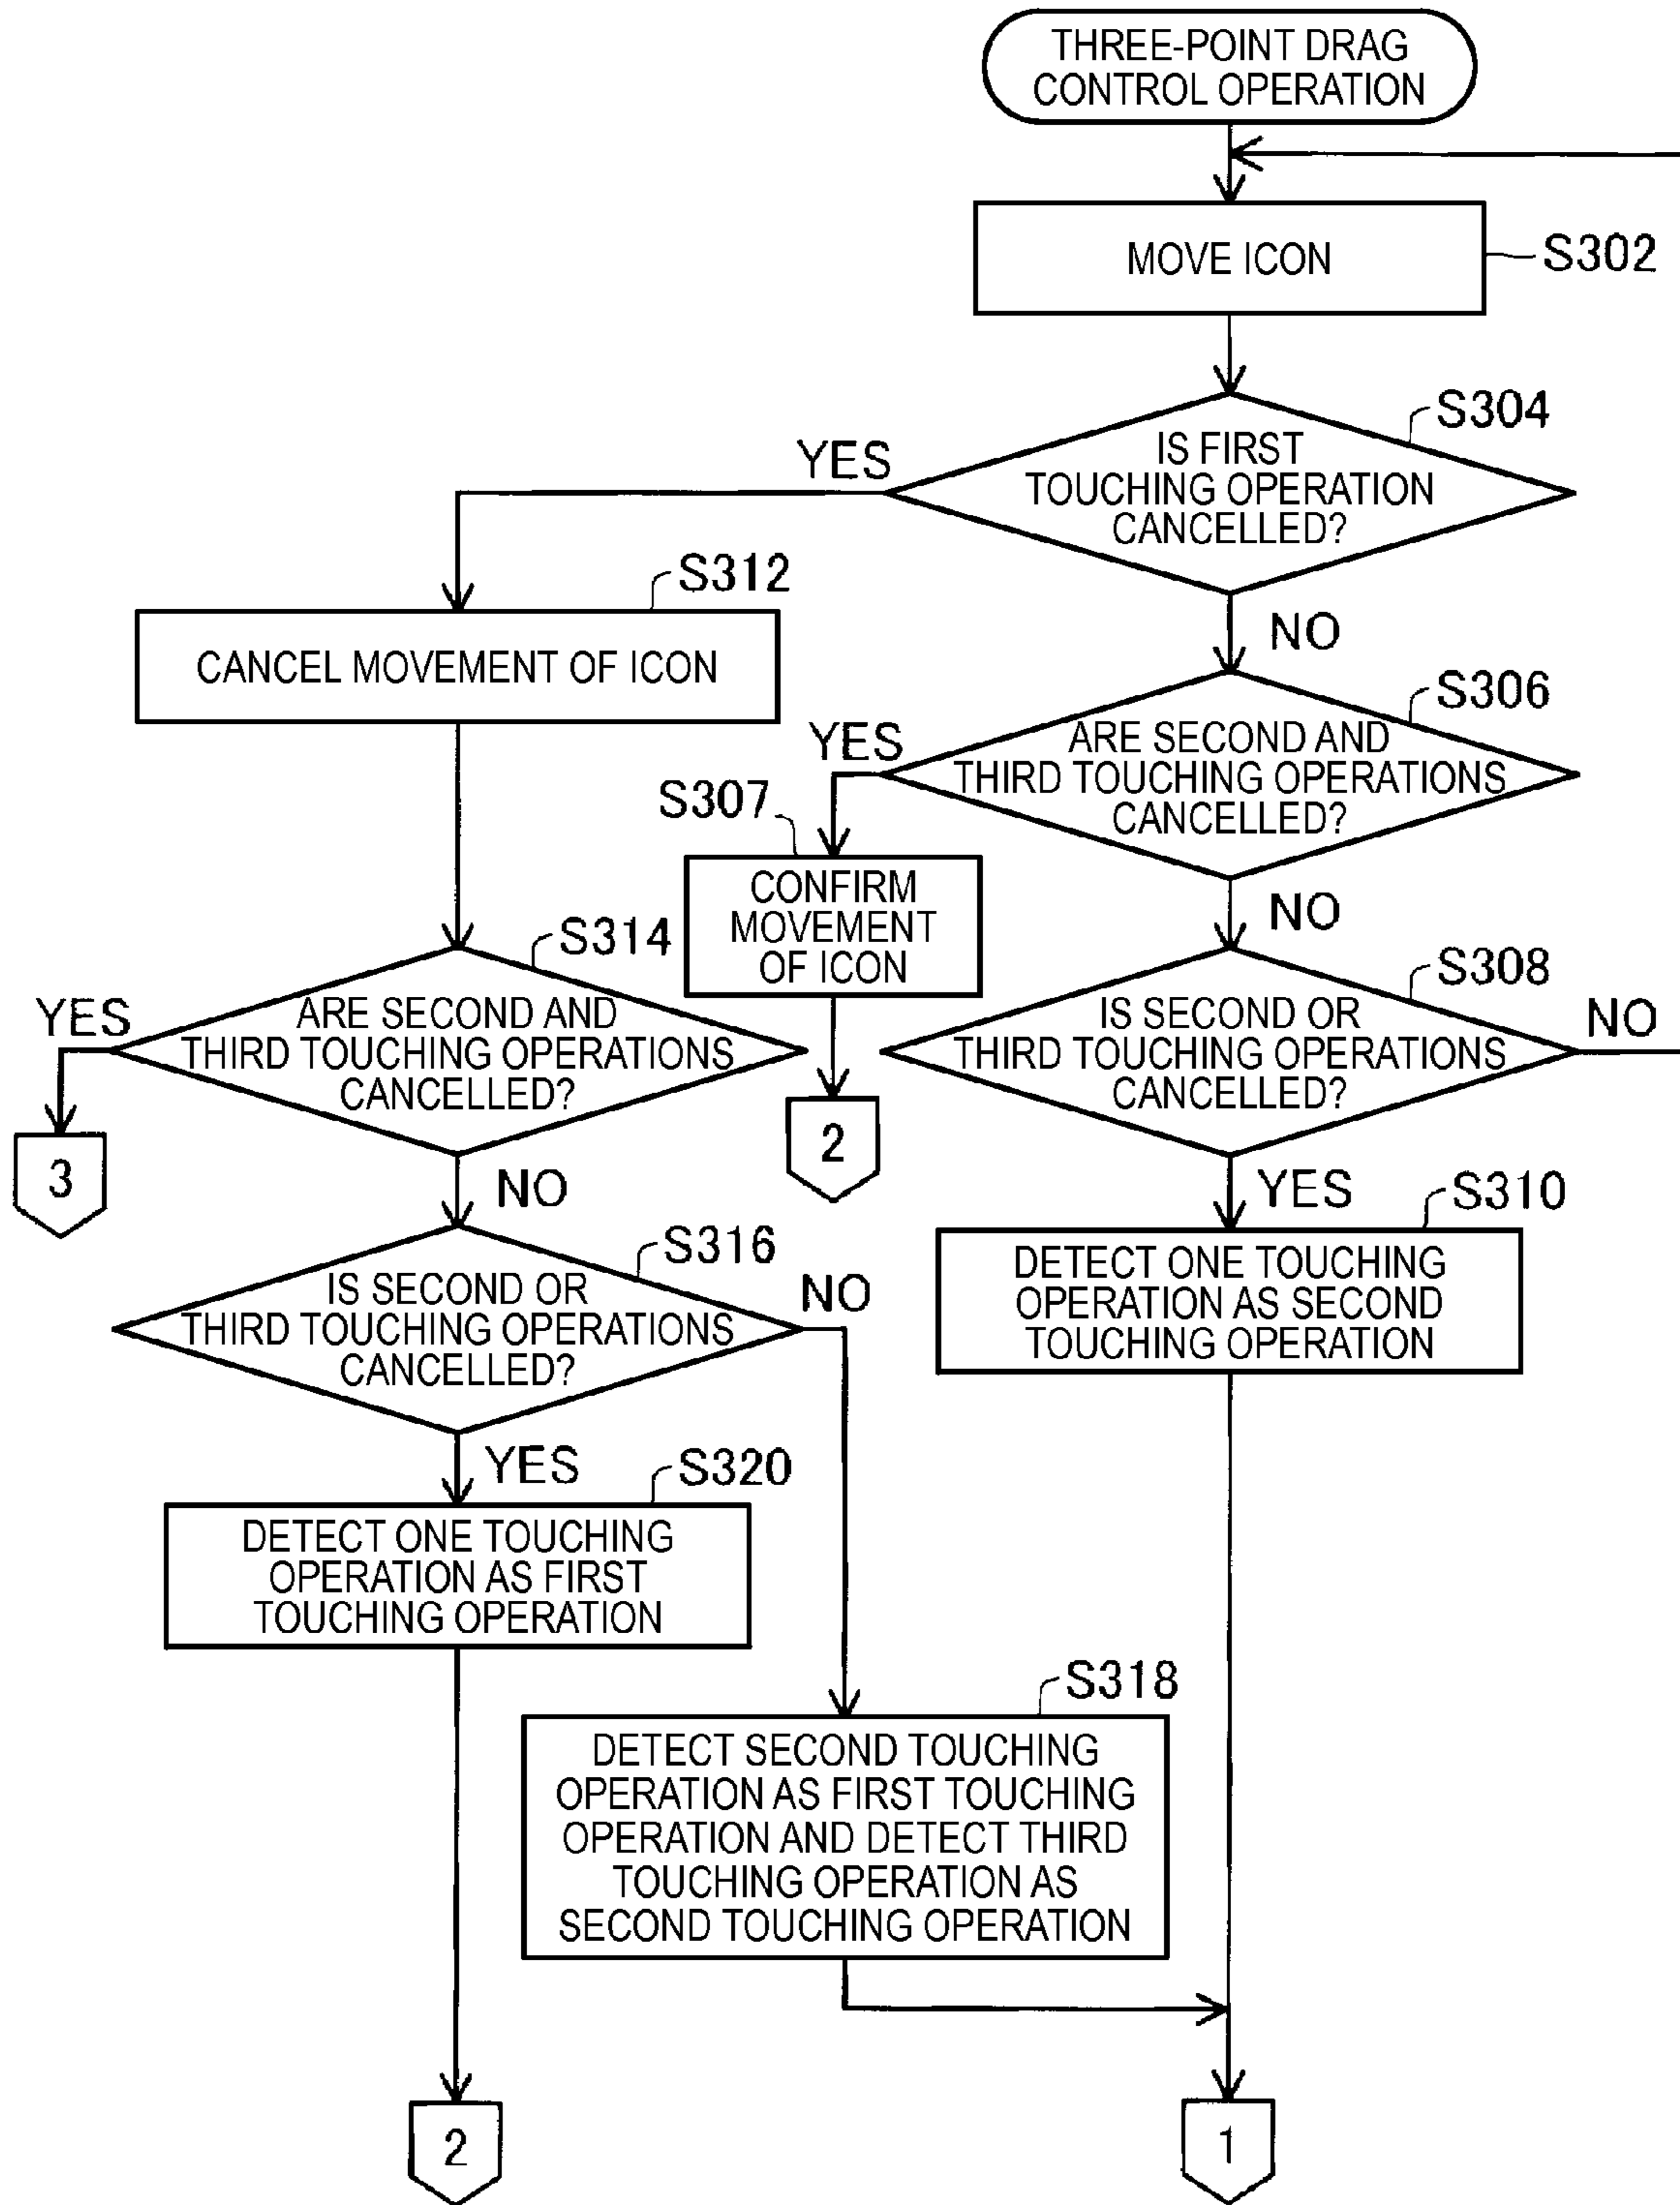 THREE-POINT DRAG
CONTROL OPERATION
MOVE ICON
S302
S304
YES
IS FIRST
TOUCHING OPERATION
CANCELLED?
S312
NO
CANCEL MOVEMENT OF ICON
S306
YES
ARE SECOND AND
THIRD TOUCHING OPERATIONS
CANCELLED?
S307
CONFIRM
MOVEMENT
OF ICON
NO
S314
S308
YES
ARE SECOND AND
THIRD TOUCHING OPERATIONS
CANCELLED?
IS SECOND OR
THIRD TOUCHING OPERATIONS
CANCELLED?
NO
3
2
NO
YES
S310
S316
IS SECOND OR
THIRD TOUCHING OPERATIONS
CANCELLED?
NO
DETECT ONE TOUCHING
OPERATION AS SECOND
TOUCHING OPERATION
YES
S320
DETECT ONE TOUCHING
OPERATION AS FIRST
TOUCHING OPERATION
S318
DETECT SECOND TOUCHING
OPERATION AS FIRST TOUCHING
OPERATION AND DETECT THIRD
TOUCHING OPERATION AS
SECOND TOUCHING OPERATION
2
1